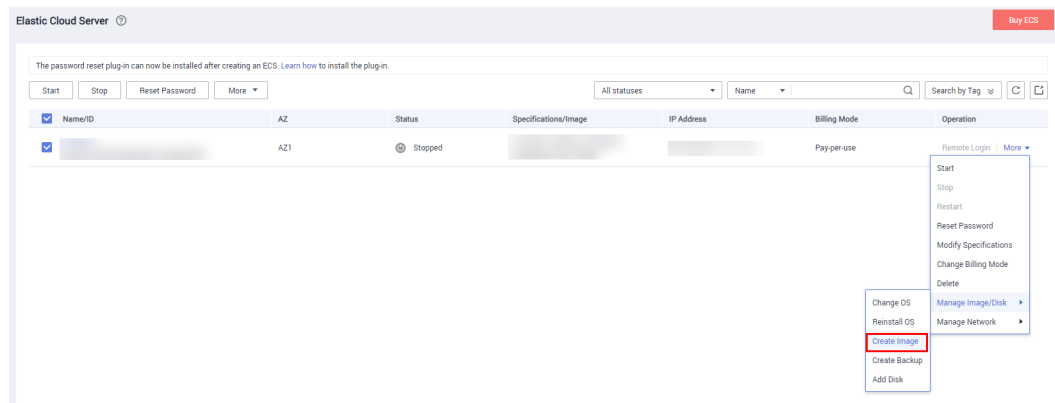 Elastic Cloud Server ?
Buy ECS
The password reset plug-in can now be installed after creating an ECS. Learn how to install the plug-in.
Start Stop Reset Password More All statuses Name Search by Tag
Name/ID AZ Status Specifications/Image IP Address Billing Mode Operation
AZ1 Stopped Pay-per-use Remote Login | More
Start
Stop
Restart
Reset Password
Modify Specifications
Change Billing Mode
Delete
Change OS Manage Image/Disk
Reinstall OS Manage Network
Create Image
Create Backup
Add Disk